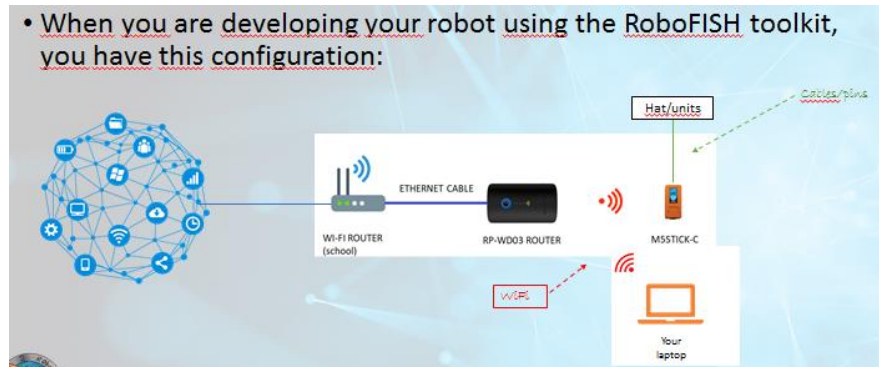 • When you are developing your robot using the RoboFISH toolkit,
you have this configuration:
Cables/pins
Hat/units
ETHERNET CABLE
WI-FI ROUTER
(school)
RP-WD03 ROUTER
M5STICK-C
WiFi
Your
laptop